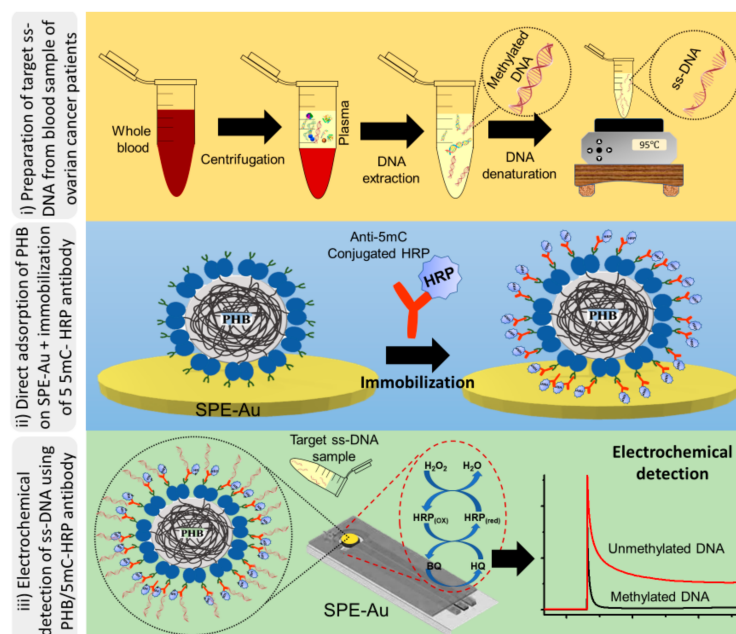 i) Preparation of target ss-
DNA from blood sample of
ovarian cancer patients
Whole
blood
Centrifugation
Plasma
DNA
extraction
Methylated
DNA
DNA
denaturation
ss-DNA
95°C
ii) Direct adsorption of PHB
on SPE-Au + immobilization
of 5 5mC- HRP antibody
PHB
SPE-Au
Anti-5mC
Conjugated HRP
HRP
Immobilization
PHB
iii) Electrochemical
detection of ss-DNA using
PHB/5mC-HRP antibody
PHB
Target ss-DNA
sample
SPE-Au
H2O2 H2O
HRP(OX) HRP(red)
BQ HQ
Electrochemical
detection
Unmethylated DNA
Methylated DNA